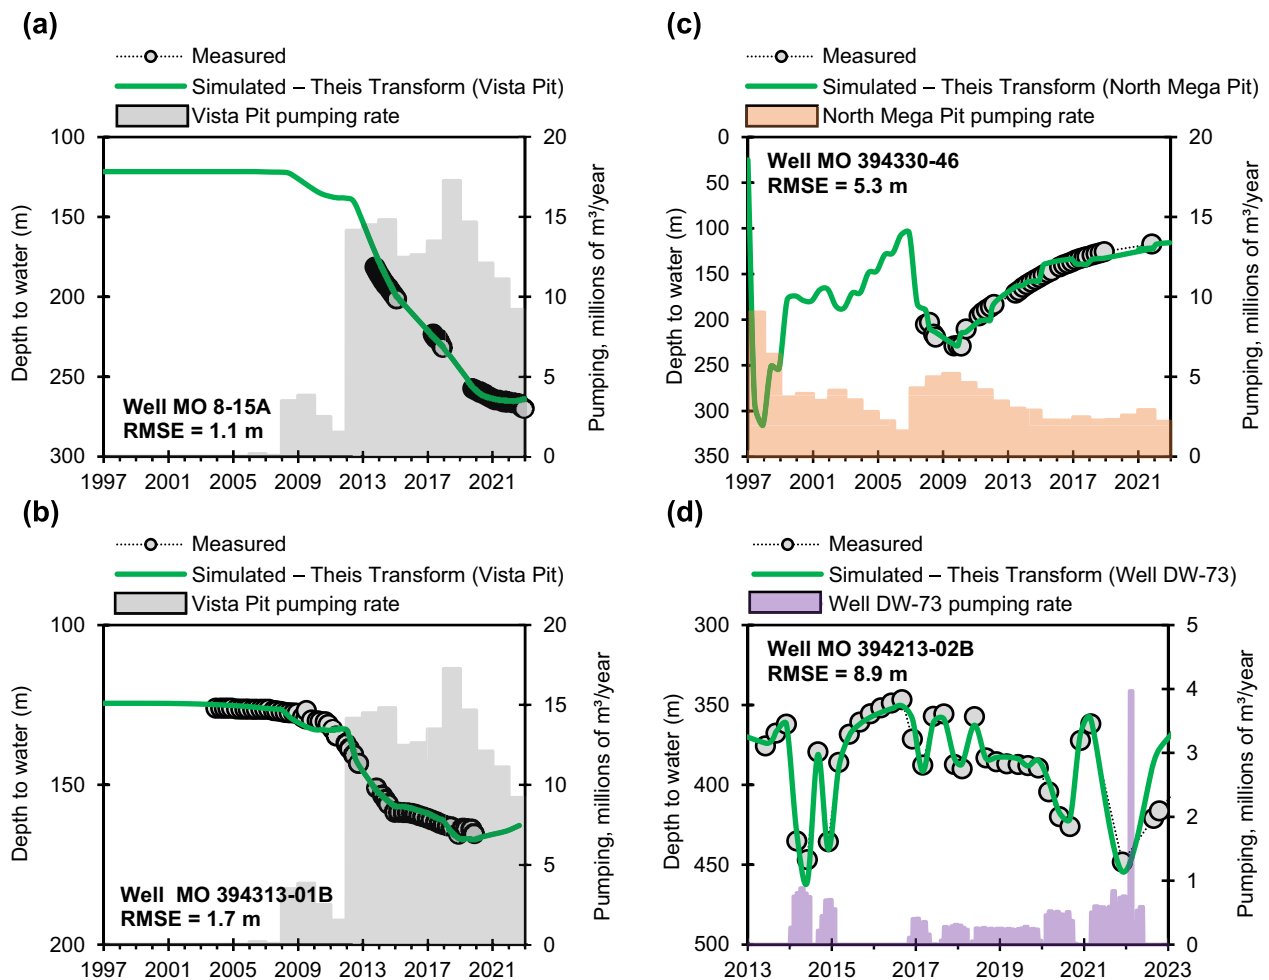 (a)
Measured
Simulated – Theis Transform (Vista Pit)
Vista Pit pumping rate
100
150
200
250
300
Depth to water (m)
20
15
10
5
0
Pumping, millions of m³/year
Well MO 8-15A
RMSE = 1.1 m
1997 2001 2005 2009 2013 2017 2021
(b)
Measured
Simulated – Theis Transform (Vista Pit)
Vista Pit pumping rate
100
150
200
Depth to water (m)
20
15
10
5
0
Pumping, millions of m³/year
Well MO 394313-01B
RMSE = 1.7 m
1997 2001 2005 2009 2013 2017 2021
(c)
Measured
Simulated – Theis Transform (North Mega Pit)
North Mega Pit pumping rate
0
50
100
150
200
250
300
350
Depth to water (m)
20
15
10
5
0
Pumping, millions of m³/year
Well MO 394330-46
RMSE = 5.3 m
1997 2001 2005 2009 2013 2017 2021
(d)
Measured
Simulated – Theis Transform (Well DW-73)
Well DW-73 pumping rate
300
350
400
450
500
Depth to water (m)
5
4
3
2
1
0
Pumping, millions of m³/year
Well MO 394213-02B
RMSE = 8.9 m
2013 2015 2017 2019 2021 2023